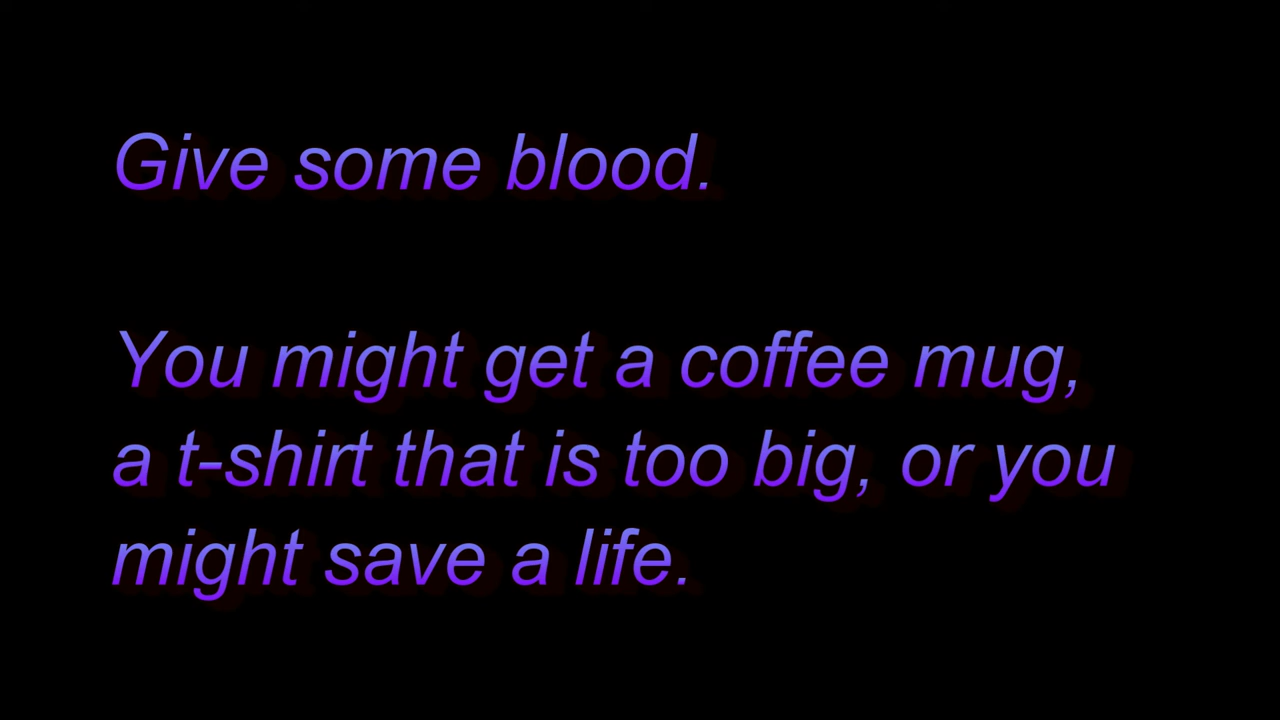 Give some blood.
You might get a coffee mug,
a t-shirt that is too big, or you
might save a life.